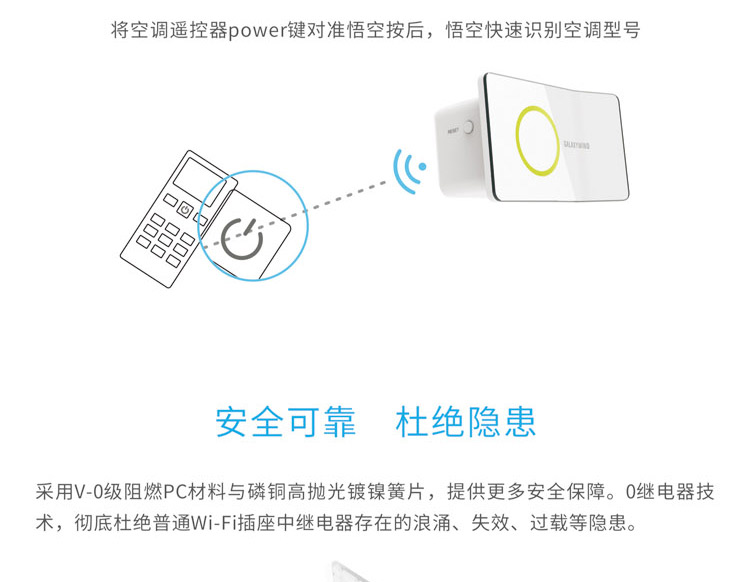 将空调遥控器power键对准悟空按后，悟空快速识别空调型号
RESET
GALAXYWIND
安全可靠 杜绝隐患
采用V-0级阻燃PC材料与磷铜高抛光镀镍簧片，提供更多安全保障。0继电器技
术，彻底杜绝普通Wi-Fi插座中继电器存在的浪涌、失效、过载等隐患。